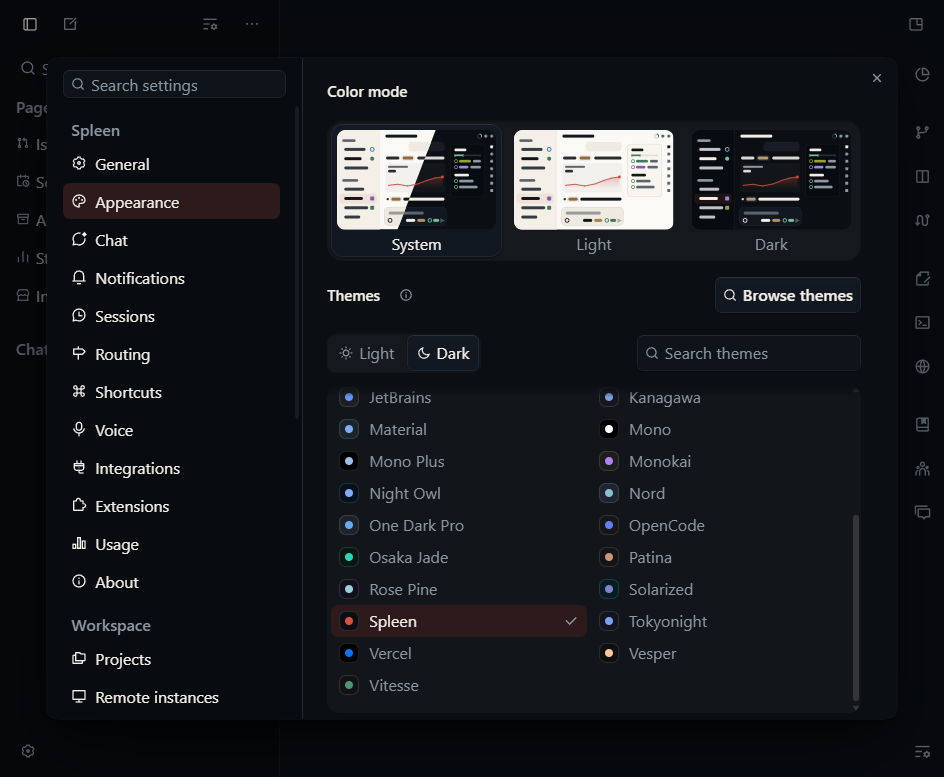 Search settings
Spleen
General
Appearance
Chat
Notifications
Sessions
Routing
Shortcuts
Voice
Integrations
Extensions
Usage
About
Workspace
Projects
Remote instances
Color mode
System
Light
Dark
Themes
Browse themes
Light
Dark
Search themes
JetBrains
Kanagawa
Material
Mono
Mono Plus
Monokai
Night Owl
Nord
One Dark Pro
OpenCode
Osaka Jade
Patina
Rose Pine
Solarized
Spleen
Tokyonight
Vercel
Vesper
Vitesse